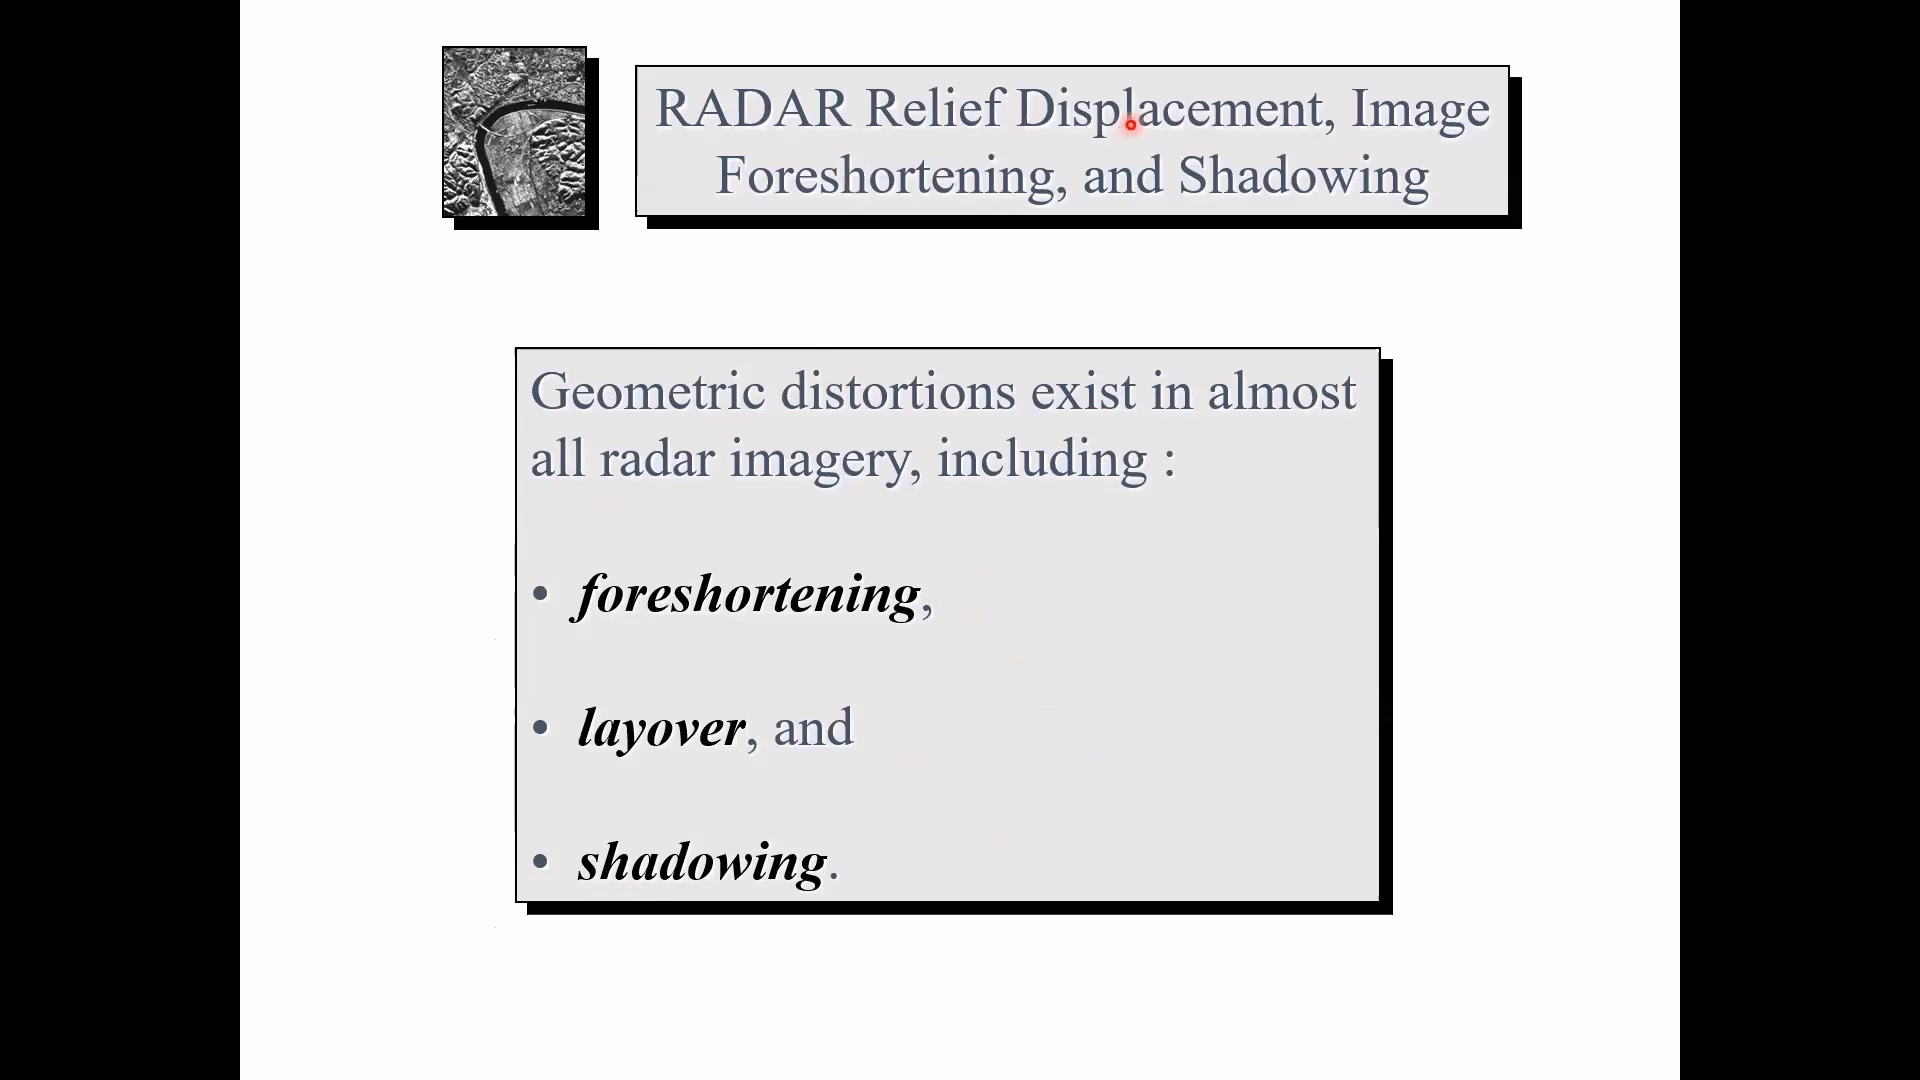 RADAR Relief Displacement, Image
Foreshortening, and Shadowing
Geometric distortions exist in almost
all radar imagery, including :
• foreshortening,
• layover, and
• shadowing.